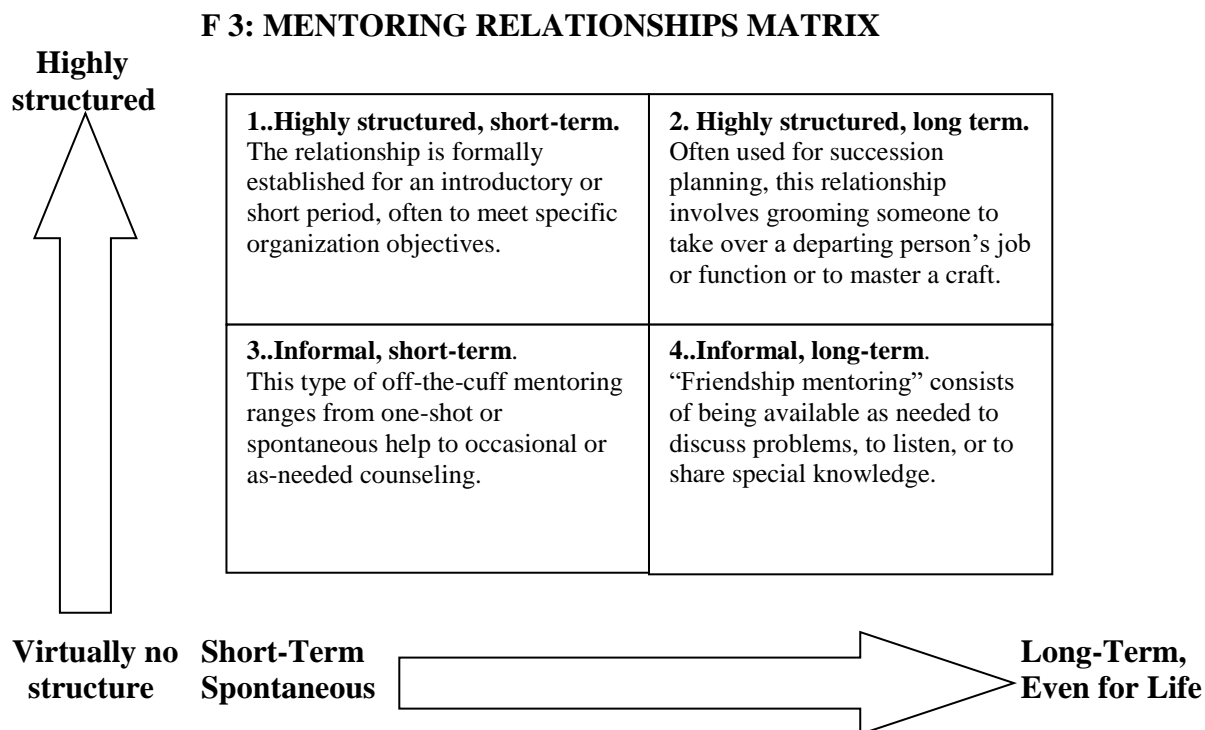 F 3: MENTORING RELATIONSHIPS MATRIX
Highly
structured
1..Highly structured, short-term.
The relationship is formally
established for an introductory or
short period, often to meet specific
organization objectives.
2. Highly structured, long term.
Often used for succession
planning, this relationship
involves grooming someone to
take over a departing person’s job
or function or to master a craft.
3..Informal, short-term.
This type of off-the-cuff mentoring
ranges from one-shot or
spontaneous help to occasional or
as-needed counseling.
4..Informal, long-term.
“Friendship mentoring” consists
of being available as needed to
discuss problems, to listen, or to
share special knowledge.
Virtually no
structure
Short-Term
Spontaneous
Long-Term,
Even for Life